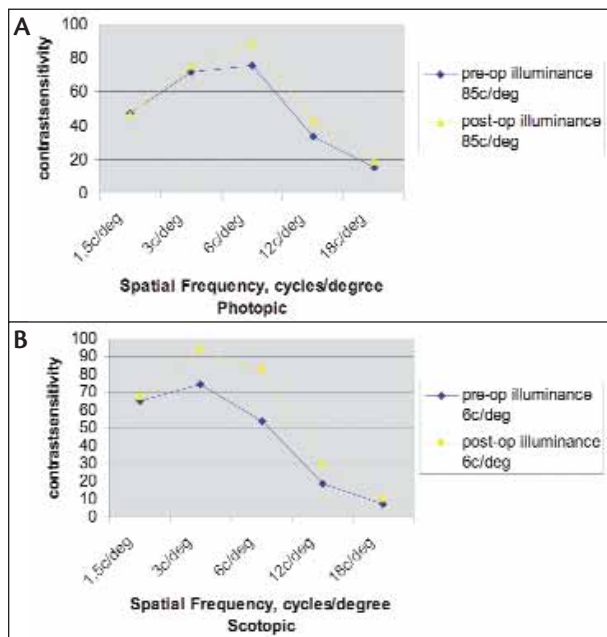 A
100
80
60
40
20
0
contrastsensitivity
1,5c/deg
3c/deg
6c/deg
12c/deg
18c/deg
Spatial Frequency, cycles/degree
Photopic
pre-op illuminance
85c/deg
post-op illuminance
85c/deg
B
100
90
80
70
60
50
40
30
20
10
0
contrastsensitivity
1,5c/deg
3c/deg
6c/deg
12c/deg
18c/deg
Spatial Frequency, cycles/degree
Scotopic
pre-op illuminance
6c/deg
post-op illuminance
6c/deg